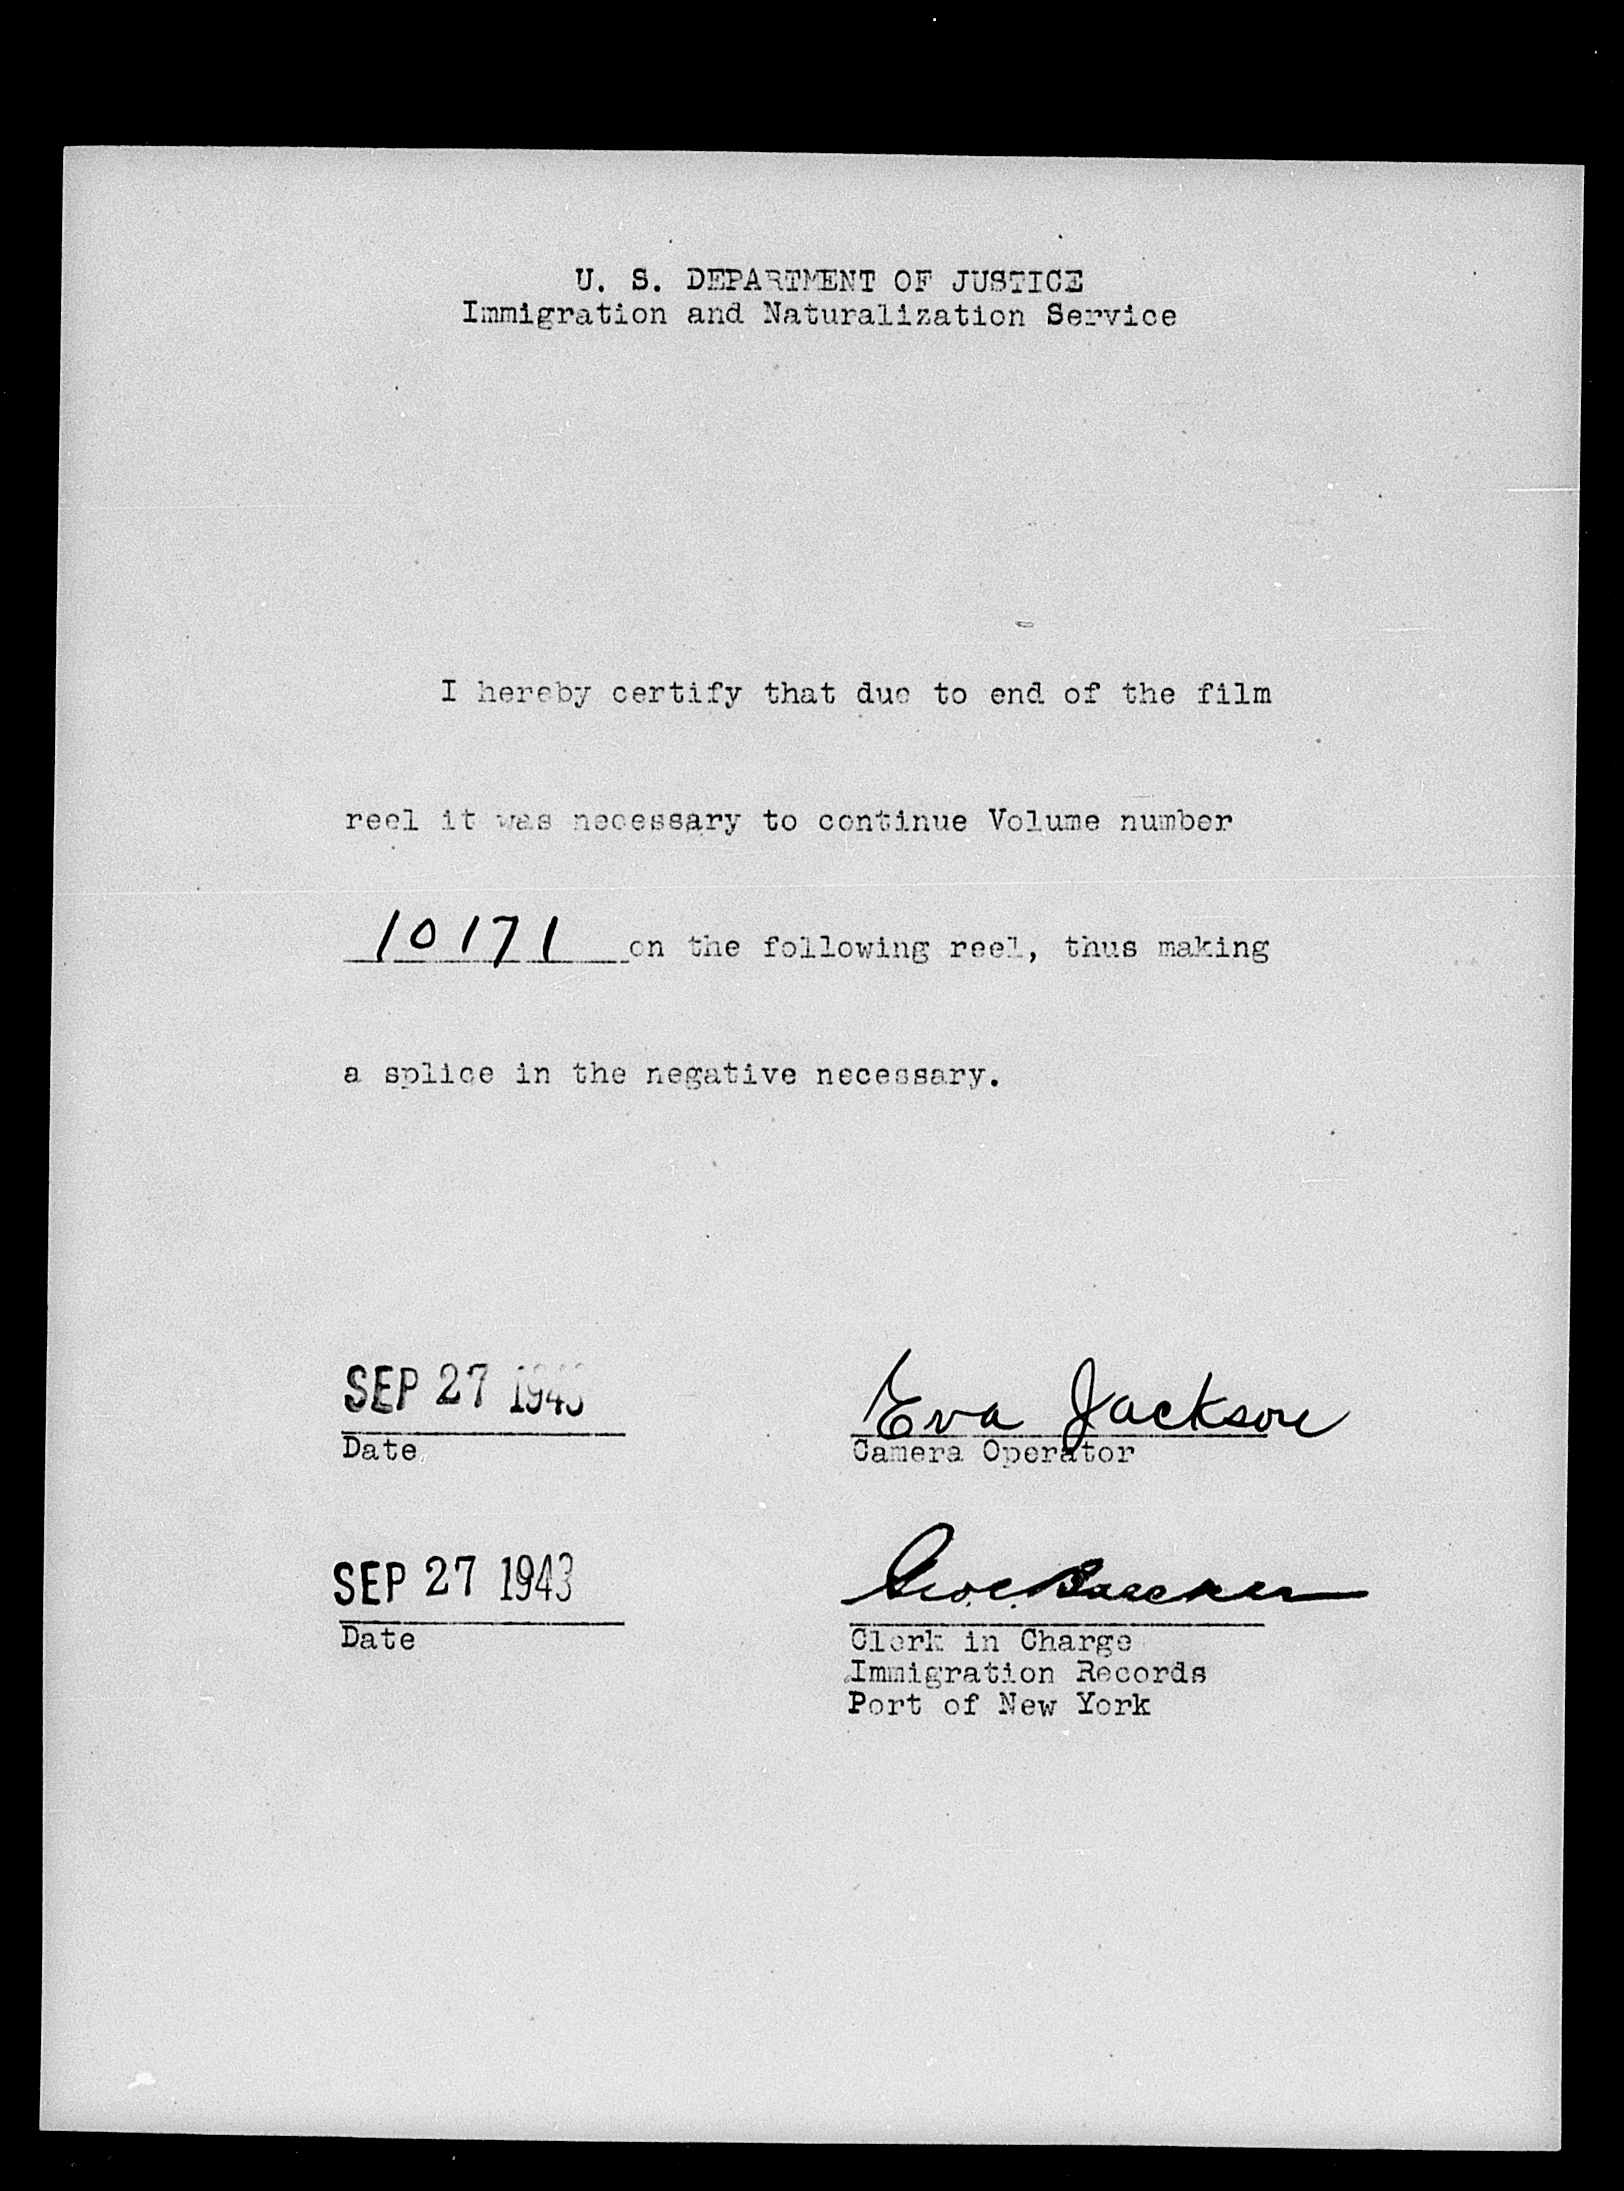 U. S. DEPARTMENT OF JUSTICE
Immigration and Naturalization Service
I hereby certify that due to end of the film
reel it was necessary to continue Volume number
10171 on the following reel, thus making
a splice in the negative necessary.
SEP 27 1943
Eva Jackson
Date
Camera Operator
SEP 27 1943
Date
Clerk in Charge
Immigration Records
Port of New York